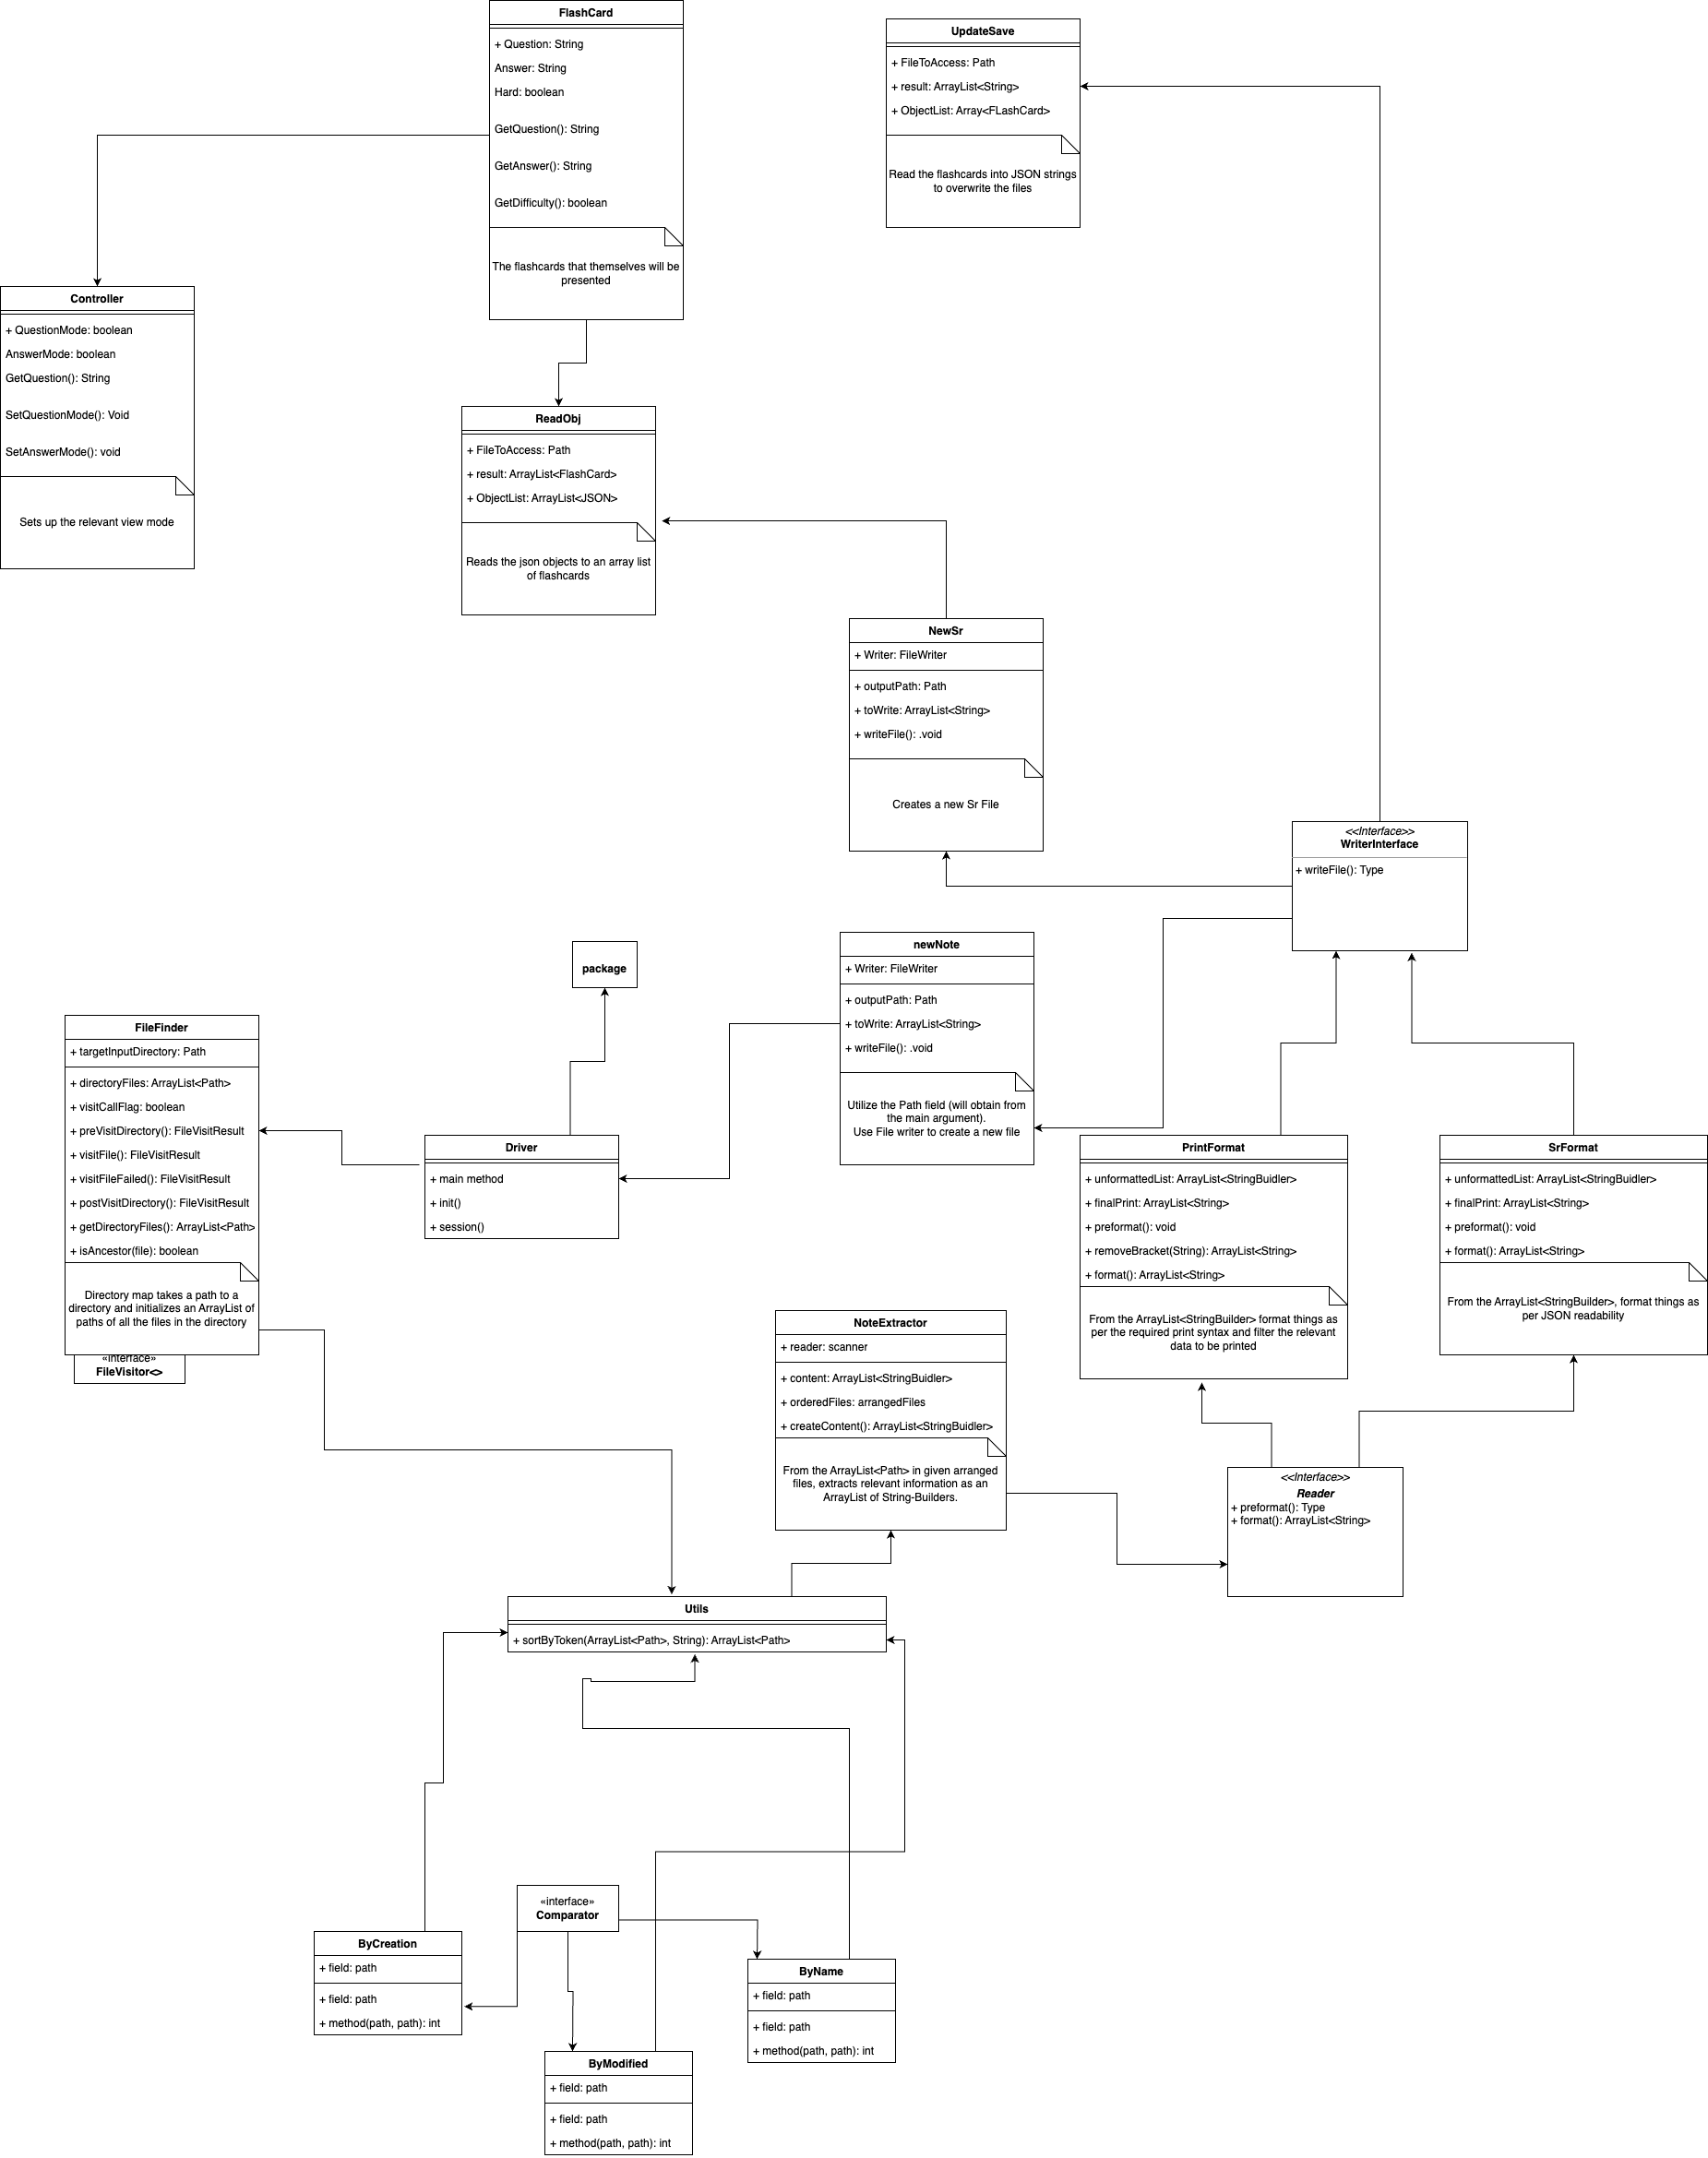 FlashCard
+ Question: String
Answer: String
Hard: boolean
GetQuestion(): String
GetAnswer(): String
GetDifficulty(): boolean
The flashcards that themselves will be
presented
UpdateSave
+ FileToAccess: Path
+ result: ArrayList<String>
+ ObjectList: Array<FLashCard>
Read the flashcards into JSON strings
to overwrite the files
Controller
+ QuestionMode: boolean
AnswerMode: boolean
GetQuestion(): String
SetQuestionMode(): Void
SetAnswerMode(): void
Sets up the relevant view mode
ReadObj
+ FileToAccess: Path
+ result: ArrayList<FlashCard>
+ ObjectList: ArrayList<JSON>
Reads the json objects to an array list
of flashcards
NewSr
+ Writer: FileWriter
+ outputPath: Path
+ toWrite: ArrayList<String>
+ writeFile(): .void
Creates a new Sr File
<<Interface>>
WriterInterface
+ writeFile(): Type
newNote
+ Writer: FileWriter
+ outputPath: Path
+ toWrite: ArrayList<String>
+ writeFile(): .void
Utilize the Path field (will obtain from
the main argument).
Use File writer to create a new file
package
FileFinder
+ targetInputDirectory: Path
+ directoryFiles: ArrayList<Path>
+ visitCallFlag: boolean
+ preVisitDirectory(): FileVisitResult
+ visitFile(): FileVisitResult
+ visitFileFailed(): FileVisitResult
+ postVisitDirectory(): FileVisitResult
+ getDirectoryFiles(): ArrayList<Path>
+ isAncestor(file): boolean
Directory map takes a path to a
directory and initializes an ArrayList of
paths of all the files in the directory
«interface»
FileVisitor<>
Driver
+ main method
+ init()
+ session()
PrintFormat
+ unformattedList: ArrayList<StringBuidler>
+ finalPrint: ArrayList<String>
+ preformat(): void
+ removeBracket(String): ArrayList<String>
+ format(): ArrayList<String>
From the ArrayList<StringBuilder> format things as
per the required print syntax and filter the relevant
data to be printed
SrFormat
+ unformattedList: ArrayList<StringBuidler>
+ finalPrint: ArrayList<String>
+ preformat(): void
+ format(): ArrayList<String>
From the ArrayList<StringBuilder>, format things as
per JSON readability
NoteExtractor
+ reader: scanner
+ content: ArrayList<StringBuidler>
+ orderedFiles: arrangedFiles
+ createContent(): ArrayList<StringBuidler>
From the ArrayList<Path> in given arranged
files, extracts relevant information as an
ArrayList of String-Builders.
<<Interface>>
Reader
+ preformat(): Type
+ format(): ArrayList<String>
Utils
+ sortByToken(ArrayList<Path>, String): ArrayList<Path>
«interface»
Comparator
ByCreation
+ field: path
+ field: path
+ method(path, path): int
ByName
+ field: path
+ field: path
+ method(path, path): int
ByModified
+ field: path
+ field: path
+ method(path, path): int